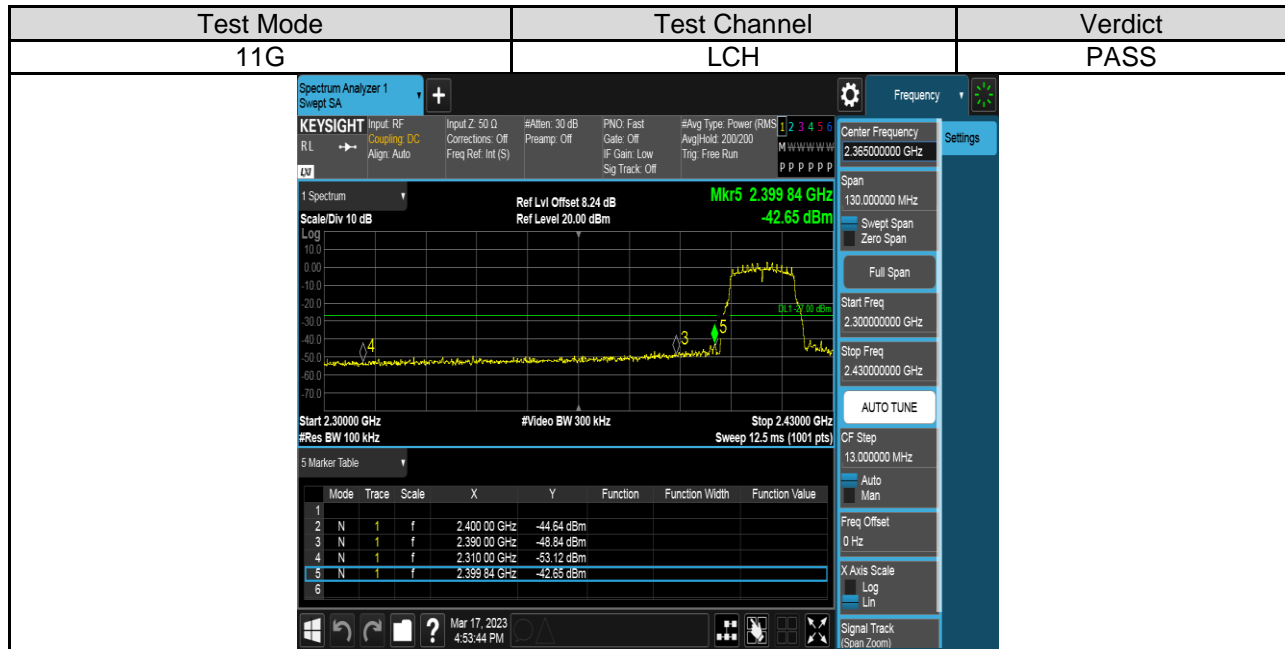 Test Mode Test Channel Verdict
11G LCH PASS
Spectrum Analyzer 1
Swept SA
Frequency
KEYSIGHT Input: RF Input Z: 50 Ω #Atten: 30 dB PNO: Fast #Avg Type: Power (RMS 1 2 3 4 5 6
RL Coupling: DC Corrections: Off Preamp: Off Gate: Off Avg|Hold: 200/200 M W W W W W
Align: Auto Freq Ref: Int (S) IF Gain: Low Trig: Free Run
LXI Sig Track: Off P P P P P P
Center Frequency
2.365000000 GHz
Settings
1 Spectrum
Ref Lvl Offset 8.24 dB Mkr5 2.399 84 GHz
Scale/Div 10 dB Ref Level 20.00 dBm -42.65 dBm
Log
10.0
0.00
-10.0
-20.0
DL1 -27.00 dBm
-30.0
-40.0
-50.0
-60.0
-70.0
4
3
5
Start 2.30000 GHz #Video BW 300 kHz Stop 2.43000 GHz
#Res BW 100 kHz Sweep 12.5 ms (1001 pts)
Span
130.000000 MHz
Swept Span
Zero Span
Full Span
Start Freq
2.300000000 GHz
Stop Freq
2.430000000 GHz
AUTO TUNE
CF Step
13.000000 MHz
Auto
Man
Freq Offset
0 Hz
X Axis Scale
Log
Lin
Signal Track
(Span Zoom)
5 Marker Table
Mode Trace Scale X Y Function Function Width Function Value
1
2 N 1 f 2.400 00 GHz -44.64 dBm
3 N 1 f 2.390 00 GHz -48.84 dBm
4 N 1 f 2.310 00 GHz -53.12 dBm
5 N 1 f 2.399 84 GHz -42.65 dBm
6
? Mar 17, 2023
4:53:44 PM